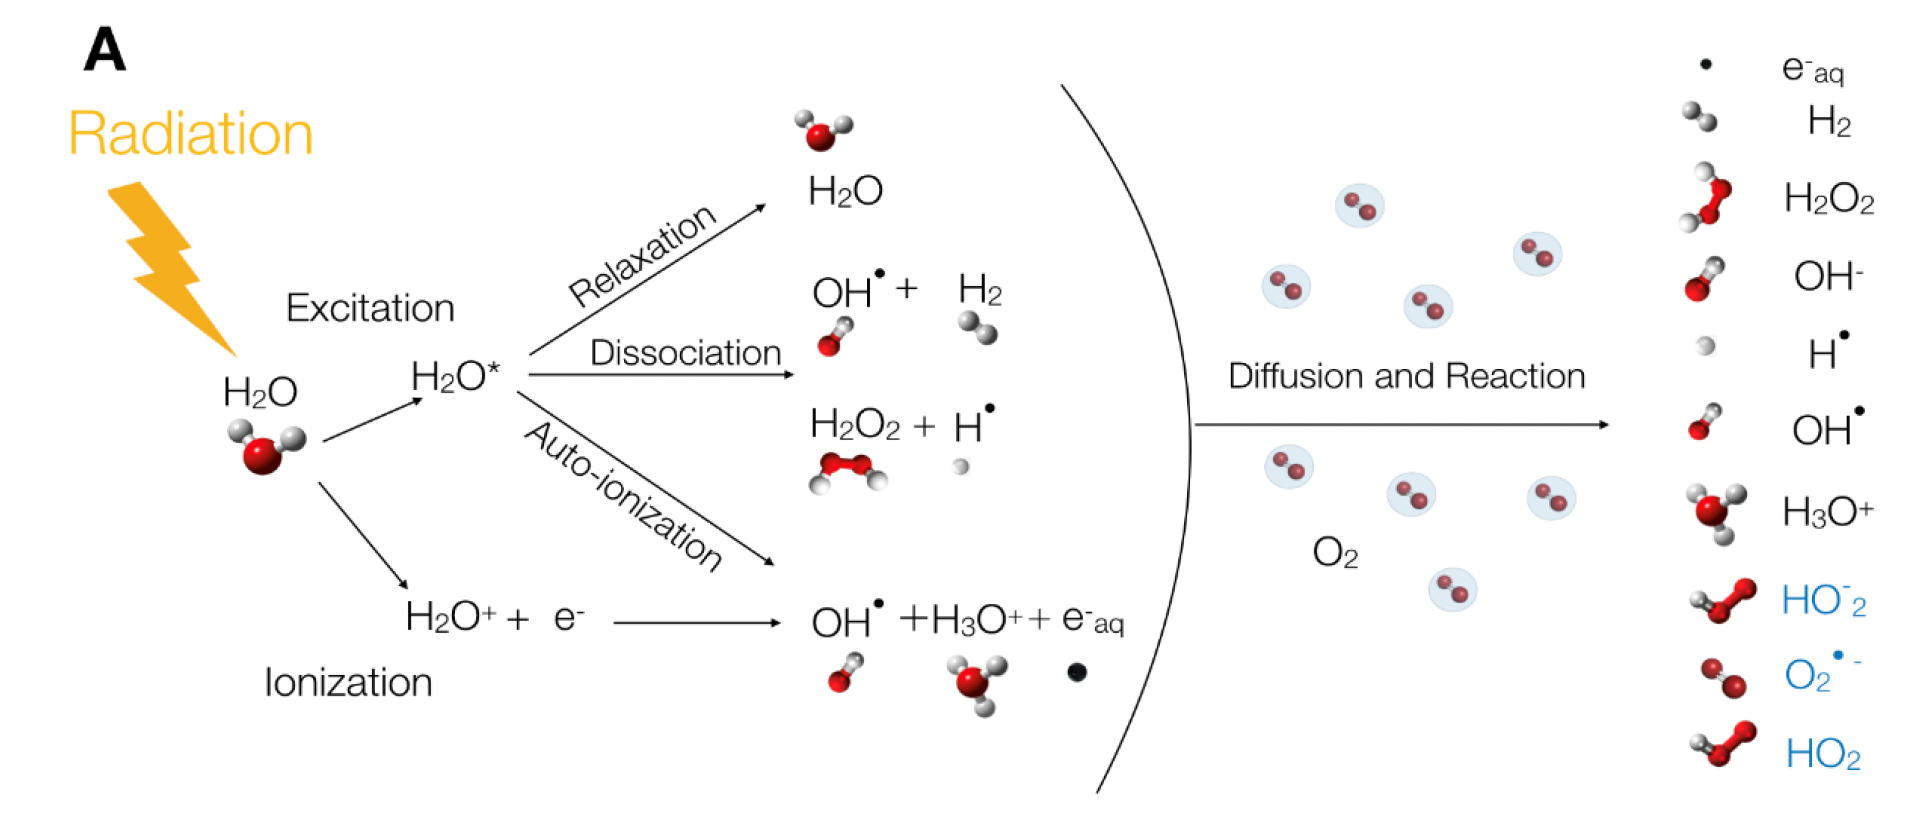 A
Radiation
Excitation
H₂O
H₂O*
Relaxation
Dissociation
Auto-ionization
H₂O
OH• + H₂
H₂O₂ + H•
H₂O⁺ + e⁻
OH• + H₃O⁺ + e⁻aq
Ionization
Diffusion and Reaction
O₂
e⁻aq
H₂
H₂O₂
OH⁻
H•
OH•
H₃O⁺
HO⁻₂
O₂•⁻
HO₂